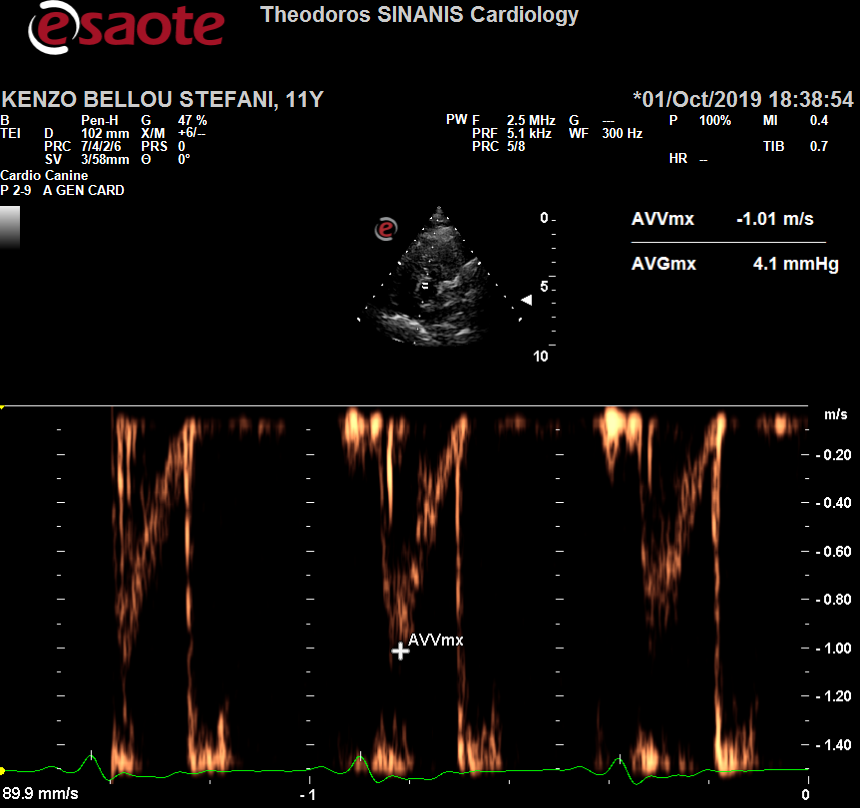 esaote
Theodoros SINANIS Cardiology
KENZO BELLOU STEFANI, 11Y
*01/Oct/2019 18:38:54
B Pen-H G 47 %
TEI D 102 mm X/M +6/--
PRC 7/4/2/6 PRS 0
SV 3/58mm Θ 0°
PW F 2.5 MHz G ---
PRF 5.1 kHz WF 300 Hz
PRC 5/8
P 100% MI 0.4
TIB 0.7
HR --
Cardio Canine
P 2-9 A GEN CARD
e
0
5
10
AVVmx -1.01 m/s
AVGmx 4.1 mmHg
m/s
- 0.20
- 0.40
- 0.60
- 0.80
AVVmx
- 1.00
- 1.20
- 1.40
89.9 mm/s
- 1
0